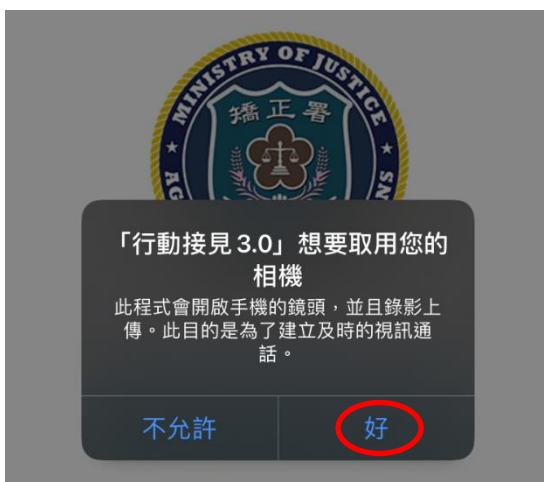 MINISTRY OF JUSTICE
矯正署
AG
NS
「行動接見3.0」想要取用您的
相機
此程式會開啟手機的鏡頭，並且錄影上
傳。此目的是為了建立及時的視訊通
話。
不允許
好